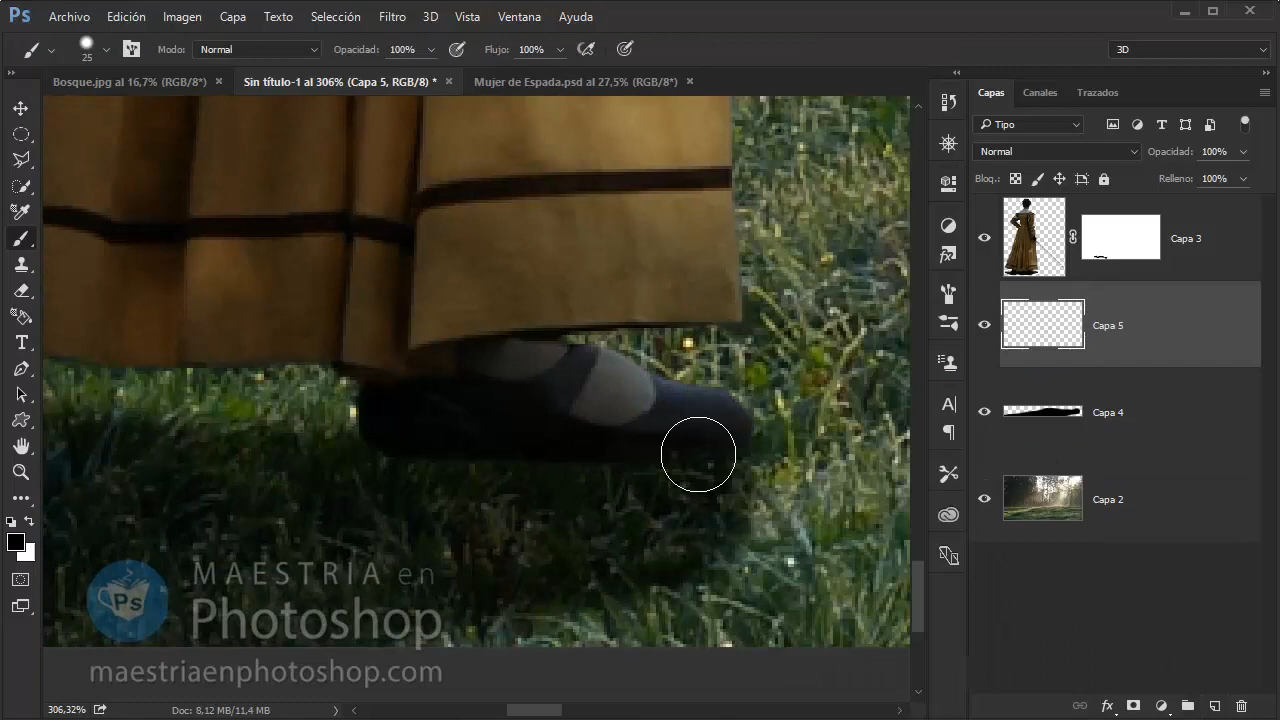 Ps Archivo Edición Imagen Capa Texto Selección Filtro 3D Vista Ventana Ayuda
25 Modo: Normal Opacidad: 100% Flujo: 100% 3D
Bosque.jpg al 16,7% (RGB/8*) × Sin título-1 al 306% (Capa 5, RGB/8) * × Mujer de Espada.psd al 27,5% (RGB/8*) ×
Capas Canales Trazados
Tipo
Normal Opacidad: 100%
Bloq.: Relleno: 100%
Capa 3
Capa 5
Capa 4
Capa 2
MAESTRIA en
Ps Photoshop
maestriaenphotoshop.com
306,32% Doc: 8,12 MB/11,4 MB